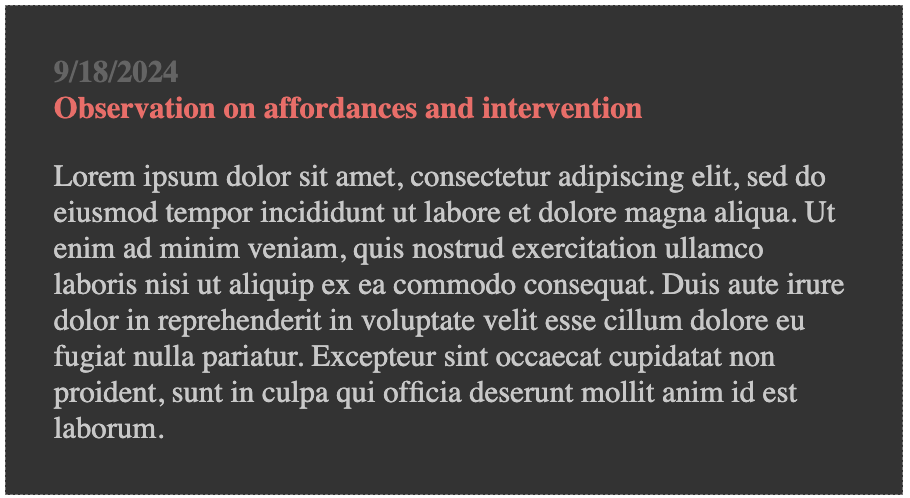 9/18/2024
Observation on affordances and intervention
Lorem ipsum dolor sit amet, consectetur adipiscing elit, sed do
eiusmod tempor incididunt ut labore et dolore magna aliqua. Ut
enim ad minim veniam, quis nostrud exercitation ullamco
laboris nisi ut aliquip ex ea commodo consequat. Duis aute irure
dolor in reprehenderit in voluptate velit esse cillum dolore eu
fugiat nulla pariatur. Excepteur sint occaecat cupidatat non
proident, sunt in culpa qui officia deserunt mollit anim id est
laborum.